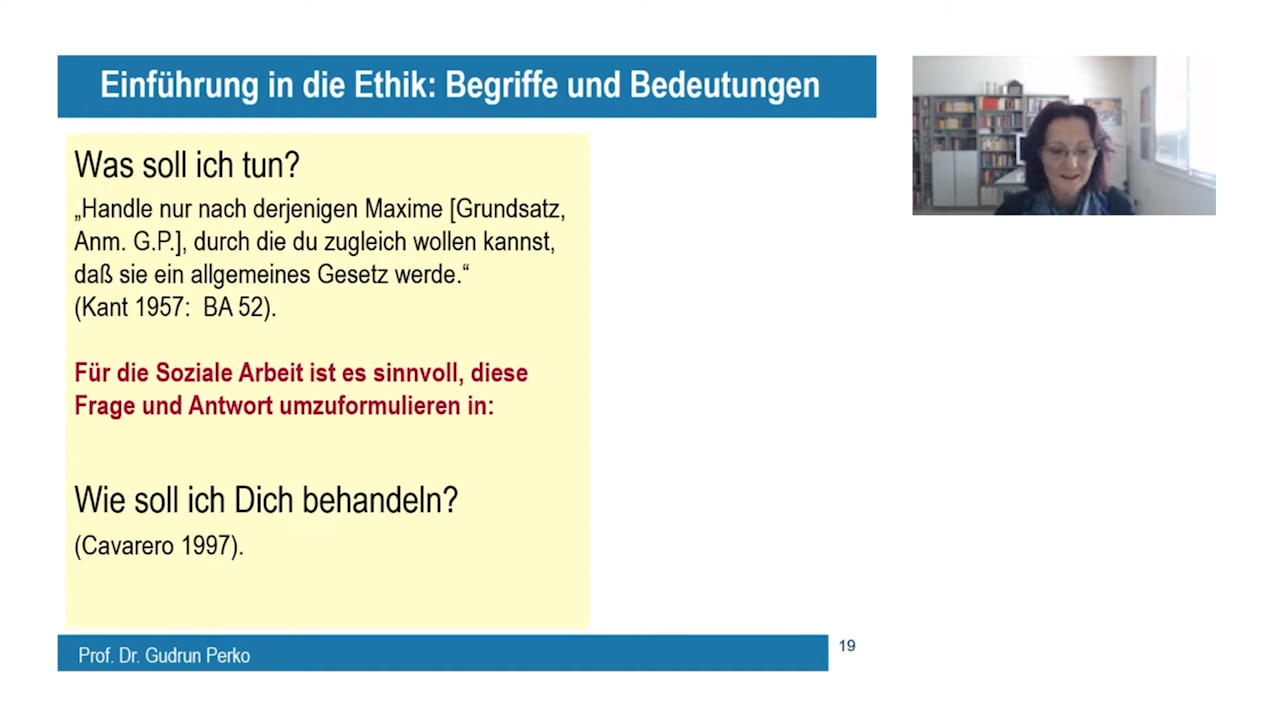 Einführung in die Ethik: Begriffe und Bedeutungen
Was soll ich tun?
„Handle nur nach derjenigen Maxime [Grundsatz,
Anm. G.P.], durch die du zugleich wollen kannst,
daß sie ein allgemeines Gesetz werde.“
(Kant 1957:  BA 52).
Für die Soziale Arbeit ist es sinnvoll, diese
Frage und Antwort umzuformulieren in:
Wie soll ich Dich behandeln?
(Cavarero 1997).
Prof. Dr. Gudrun Perko
19